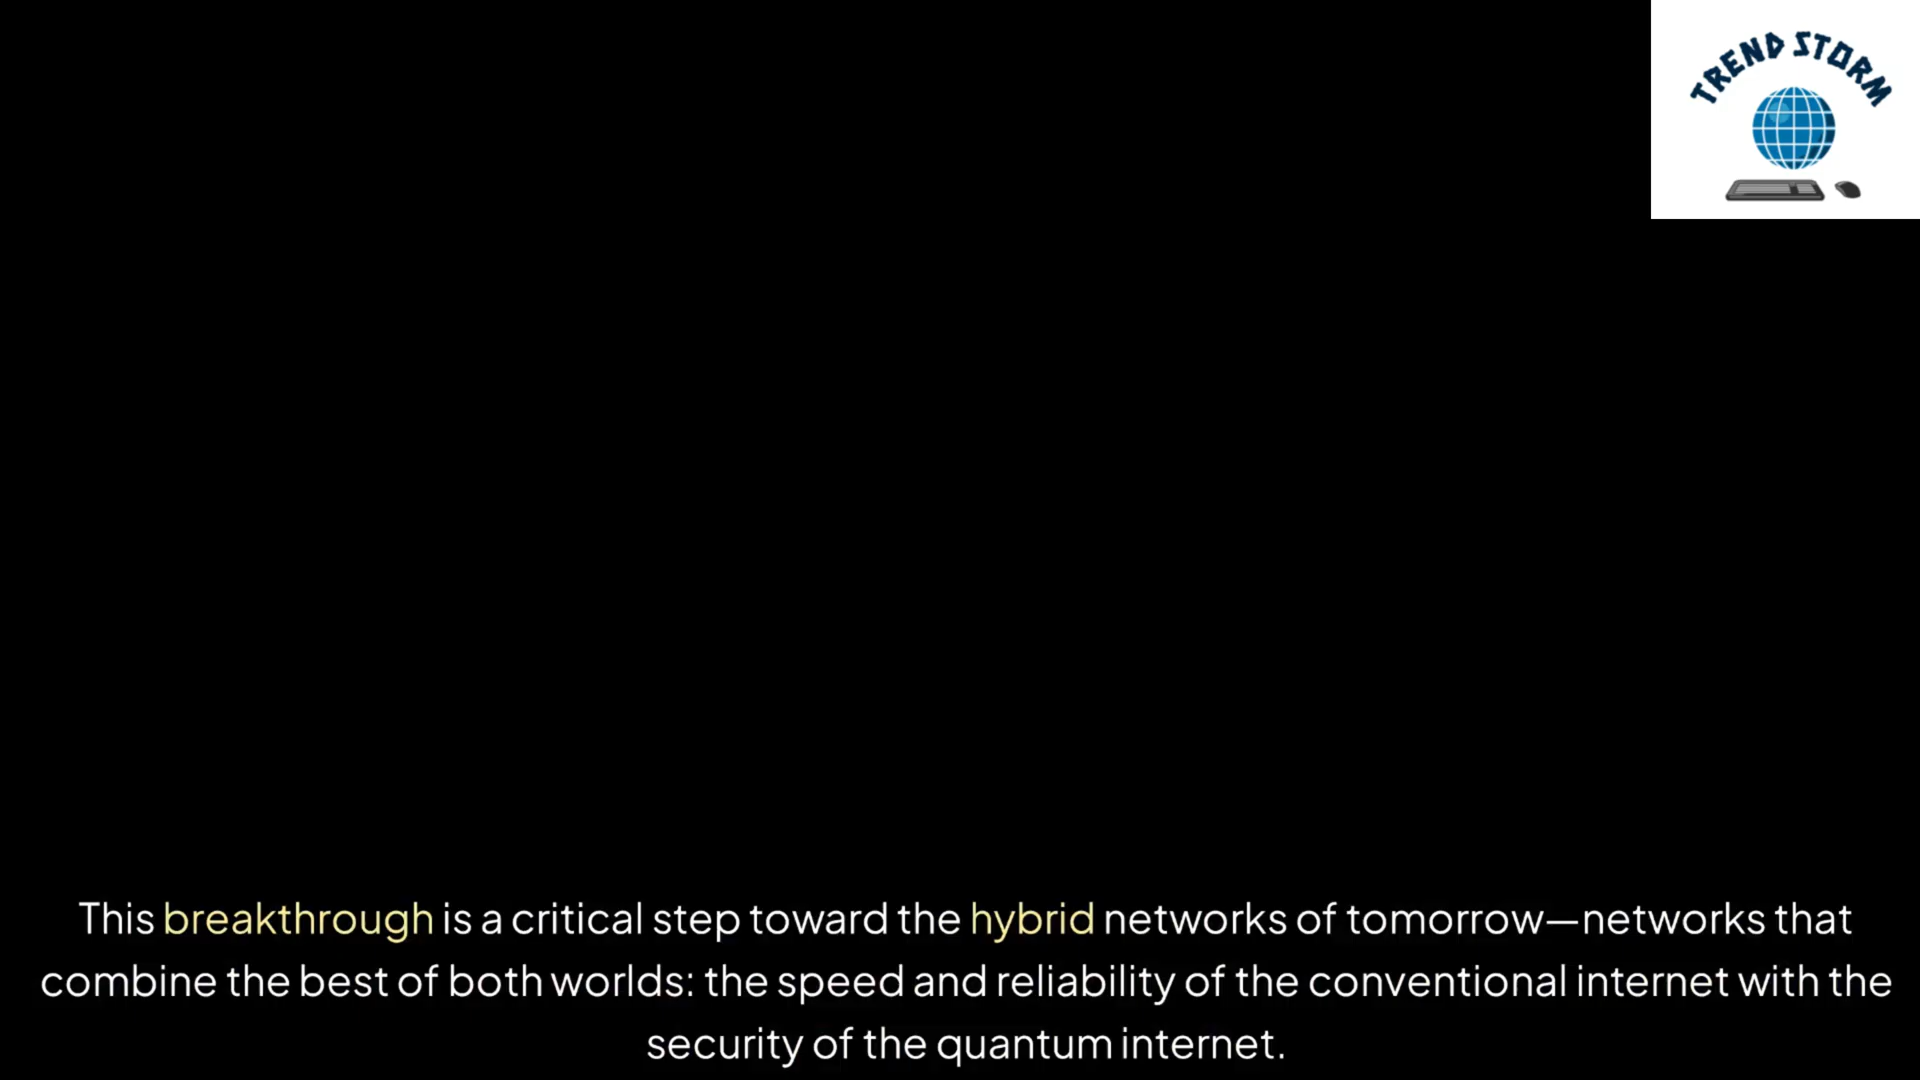 TREND STORM
This breakthrough is a critical step toward the hybrid networks of tomorrow—networks that
combine the best of both worlds: the speed and reliability of the conventional internet with the
security of the quantum internet.